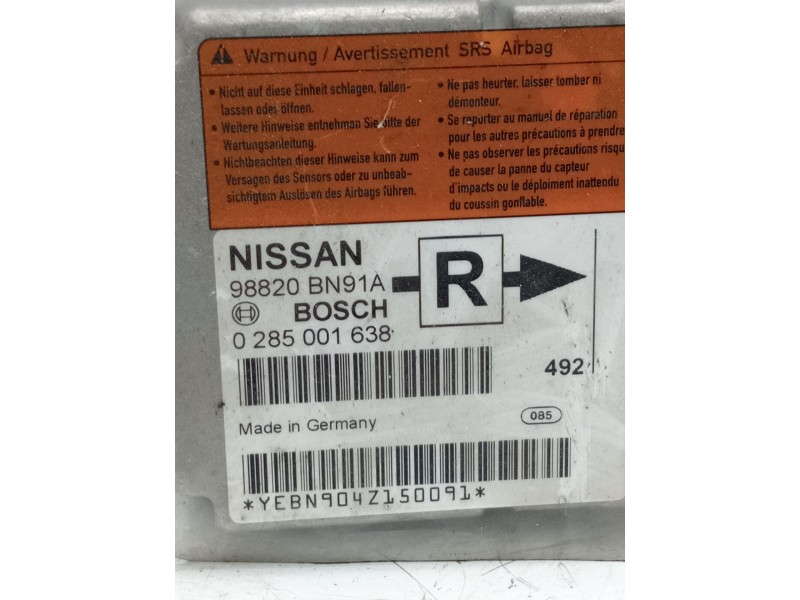 Warnung / Avertissement SRS Airbag
• Nicht auf diese Einheit schlagen, fallen-
lassen oder öffnen.
• Weitere Hinweise entnehmen Sie bitte der
Wartungsanleitung.
• Nichtbeachten dieser Hinweise kann zum
Versagen des Sensors oder zu unbeab-
sichtigtem Auslösen des Airbags führen.
• Ne pas heurter, laisser tomber ni
démonteur.
• Se reporter au manuel de réparation
pour les autres précautions à prendre
• Ne pas observer les précautions risqu
de causer la panne du capteur
d'impacts ou le déploiement inattendu
du coussin gonflable.
NISSAN
98820 BN91A
R
BOSCH
0 285 001 638
492
085
Made in Germany
*YEBN904Z150091*